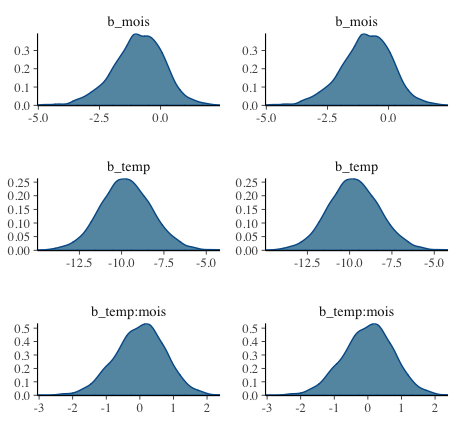 b_mois b_mois
0.3 0.3
0.2 0.2
0.1 0.1
0.0 0.0
-5.0 -2.5 0.0 -5.0 -2.5 0.0
b_temp b_temp
0.25 0.25
0.20 0.20
0.15 0.15
0.10 0.10
0.05 0.05
0.00 0.00
-12.5 -10.0 -7.5 -5.0 -12.5 -10.0 -7.5 -5.0
b_temp:mois b_temp:mois
0.5 0.5
0.4 0.4
0.3 0.3
0.2 0.2
0.1 0.1
0.0 0.0
-3 -2 -1 0 1 2 -3 -2 -1 0 1 2